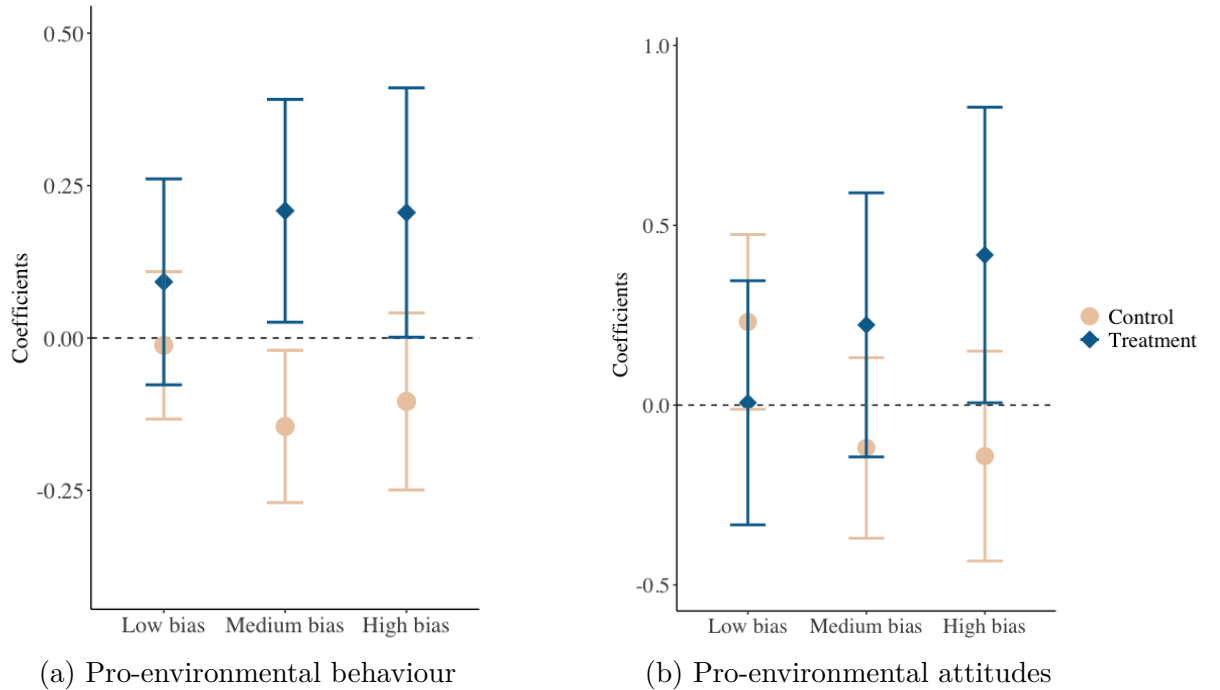 0.50
0.25
0.00
-0.25
Coefficients
Low bias Medium bias High bias
(a) Pro-environmental behaviour
1.0
0.5
0.0
-0.5
Coefficients
Low bias Medium bias High bias
(b) Pro-environmental attitudes
Control
Treatment